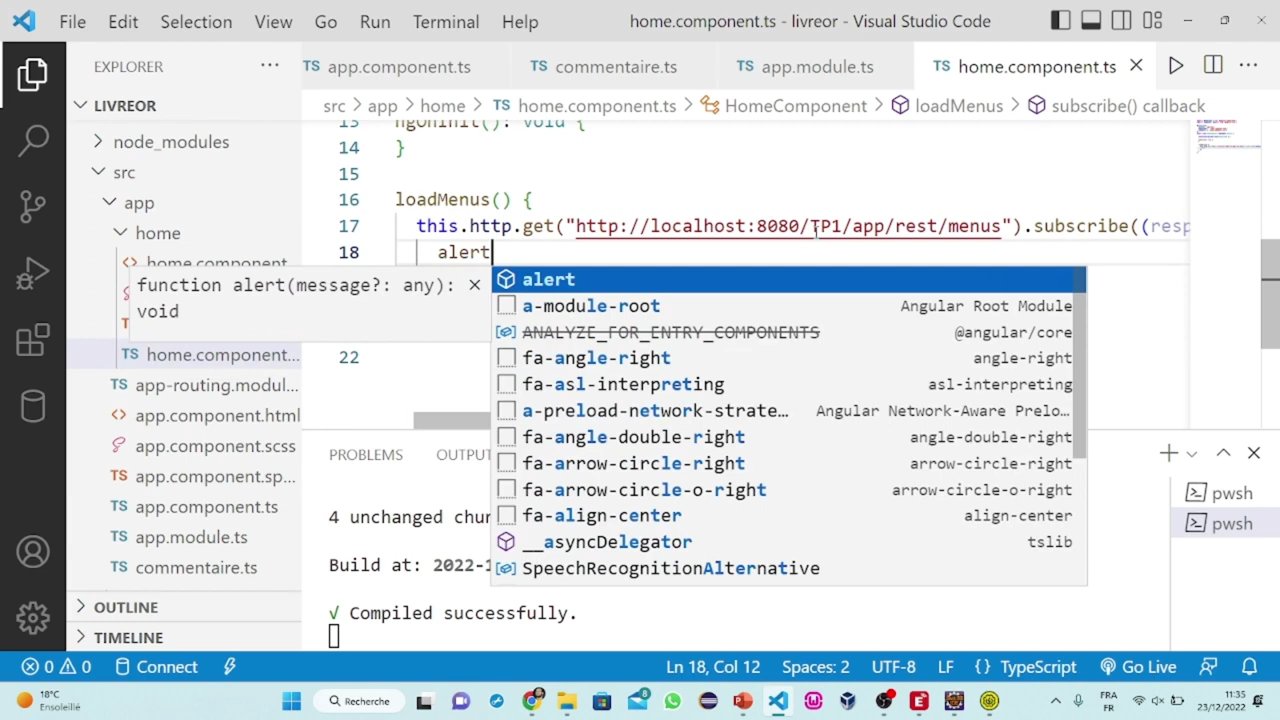 File Edit Selection View Go Run Terminal Help home.component.ts - livreor - Visual Studio Code
EXPLORER
TS app.component.ts TS commentaire.ts TS app.module.ts TS home.component.ts
LIVREOR
src > app > home > TS home.component.ts > HomeComponent > loadMenus > subscribe() callback
node_modules
src
app
home
home.component.html
TS home.component...
TS app-routing.modul...
app.component.html
app.component.scss
TS app.component.sp...
TS app.component.ts
TS app.module.ts
TS commentaire.ts
OUTLINE
TIMELINE
13 ngOnInit(): void {
14 }
15
16 loadMenus() {
17 this.http.get("http://localhost:8080/TP1/app/rest/menus").subscribe((resp
18 alert
22
function alert(message?: any):
void
alert
a-module-root Angular Root Module
ANALYZE_FOR_ENTRY_COMPONENTS @angular/core
fa-angle-right angle-right
fa-asl-interpreting asl-interpreting
a-preload-network-strate... Angular Network-Aware Prelo...
fa-angle-double-right angle-double-right
fa-arrow-circle-right arrow-circle-right
fa-arrow-circle-o-right arrow-circle-o-right
fa-align-center align-center
__asyncDelegator tslib
SpeechRecognitionAlternative
PROBLEMS OUTPUT
4 unchanged chun
Build at: 2022-1
√ Compiled successfully.
pwsh
pwsh
0 0 Connect Ln 18, Col 12 Spaces: 2 UTF-8 LF {} TypeScript Go Live
18°C
Ensoleillé
Recherche
8
FRA
FR
11:35
23/12/2022